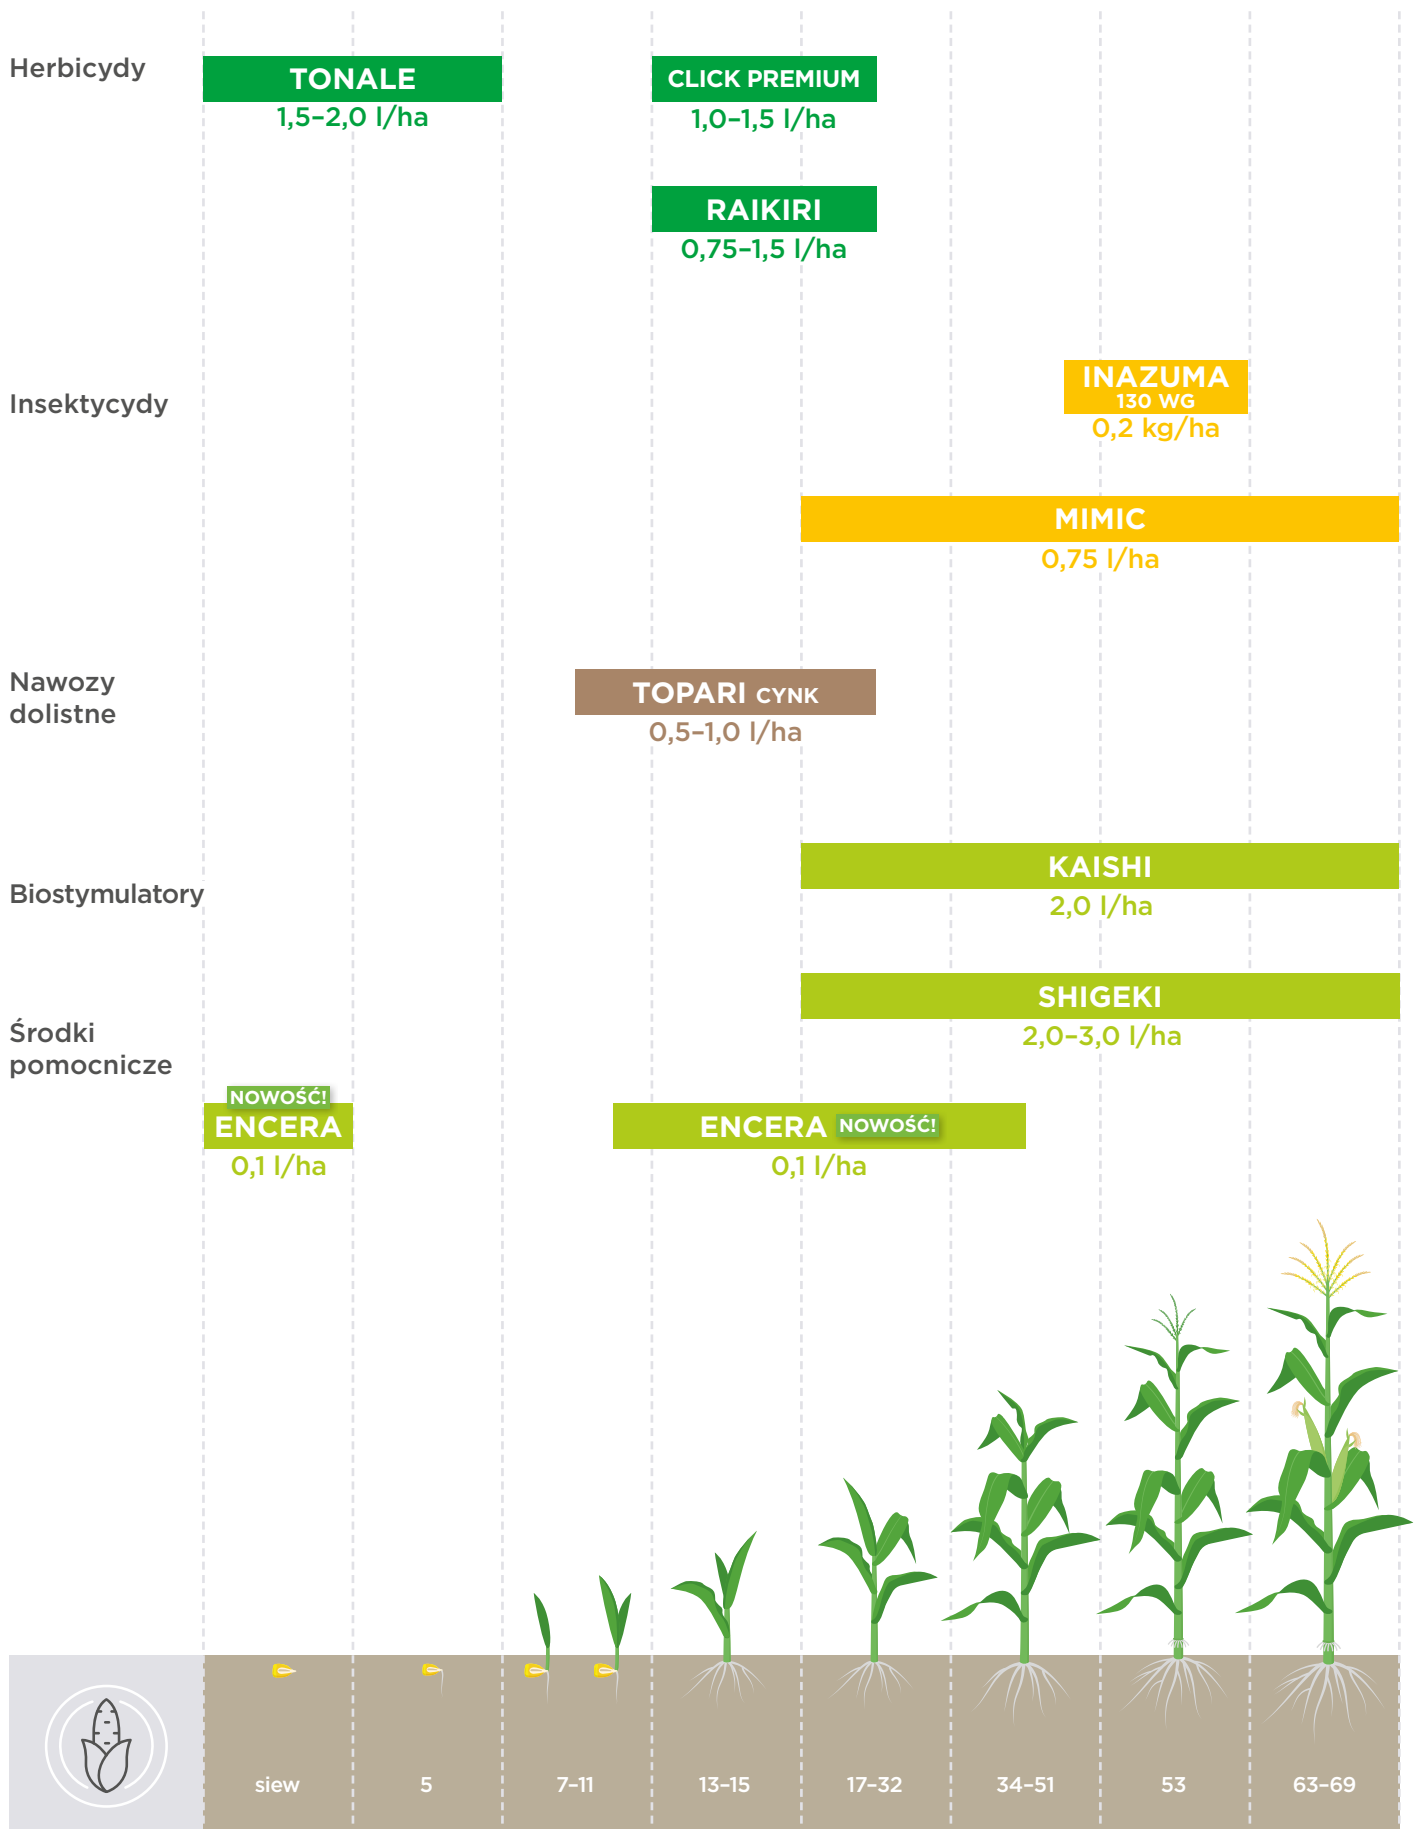 Herbicydy
TONALE
1,5–2,0 l/ha
CLICK PREMIUM
1,0–1,5 l/ha
RAIKIRI
0,75–1,5 l/ha
Insektycydy
INAZUMA
130 WG
0,2 kg/ha
MIMIC
0,75 l/ha
Nawozy
dolistne
TOPARI CYNK
0,5–1,0 l/ha
Biostymulatory
KAISHI
2,0 l/ha
SHIGEKI
2,0–3,0 l/ha
Środki
pomocnicze
NOWOŚĆ!
ENCERA
0,1 l/ha
ENCERA NOWOŚĆ!
0,1 l/ha
siew 5 7–11 13–15 17–32 34–51 53 63–69